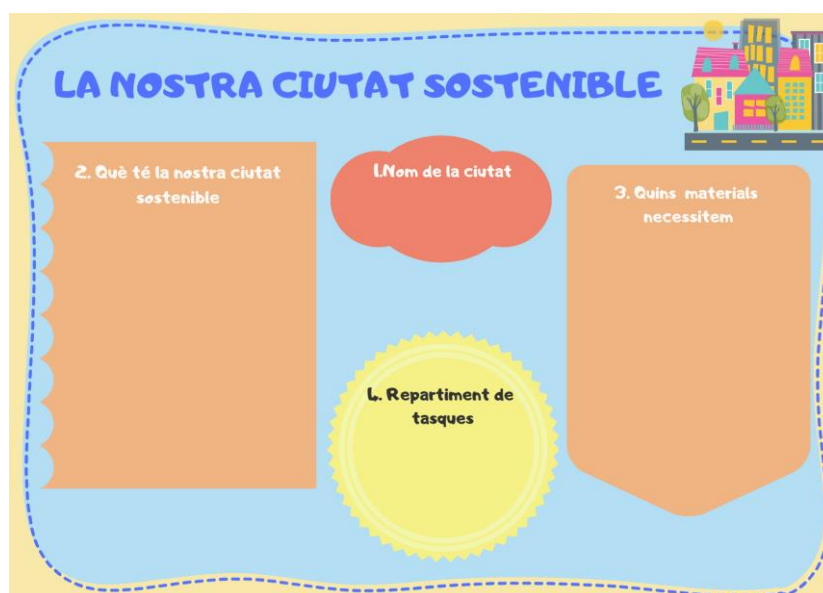 LA NOSTRA CIUTAT SOSTENIBLE
1.Nom de la ciutat
2. Què té la nostra ciutat
sostenible
3. Quins materials
necessitem
4. Repartiment de
tasques